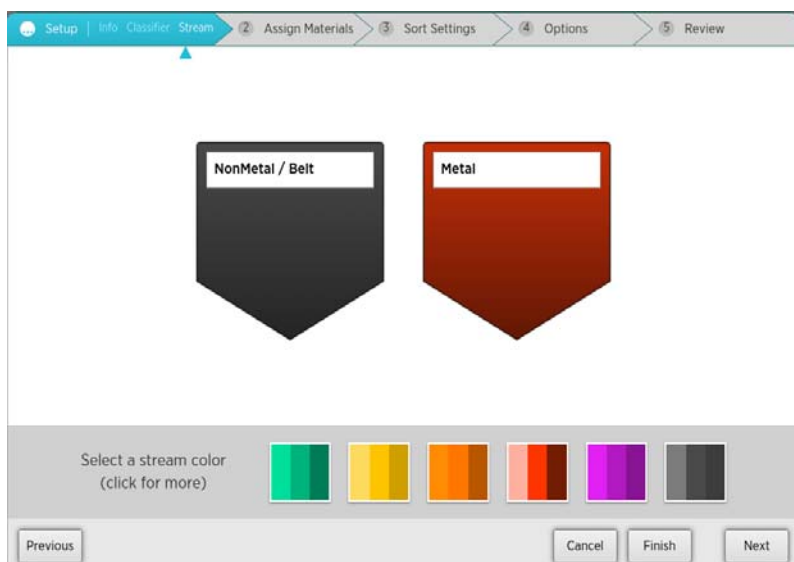 ... Setup | Info Classifier Stream 2 Assign Materials 3 Sort Settings 4 Options 5 Review
NonMetal / Belt Metal
Select a stream color
(click for more)
Previous Cancel Finish Next